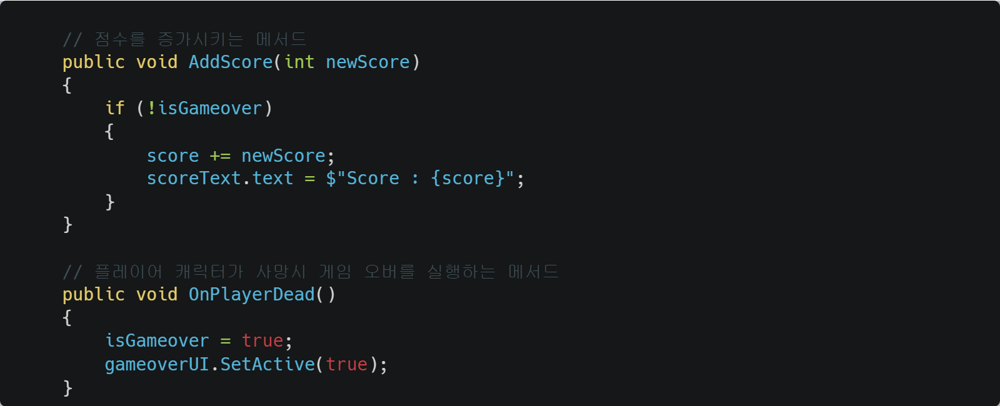 // 점수를 증가시키는 메서드
public void AddScore(int newScore)
{
    if (!isGameover)
    {
        score += newScore;
        scoreText.text = $"Score : {score}";
    }
}

// 플레이어 캐릭터가 사망시 게임 오버를 실행하는 메서드
public void OnPlayerDead()
{
    isGameover = true;
    gameoverUI.SetActive(true);
}